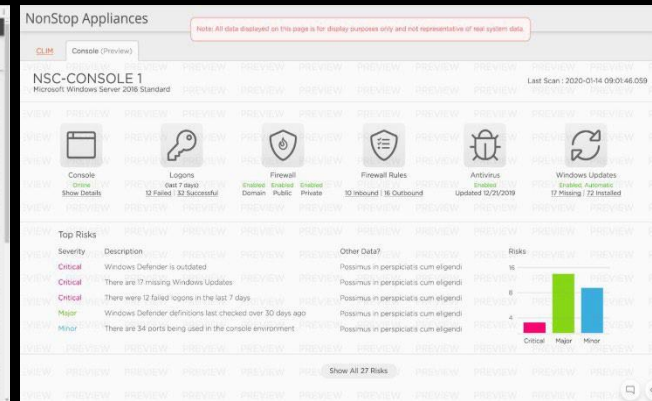 NonStop Appliances
Note: All data displayed on this page is for display purposes only and not representative of real system data.
CLIM
Console (Preview)
NSC-CONSOLE 1
Microsoft Windows Server 2016 Standard
Last Scan : 2020-01-14 09:01:46.059
Console
Online
Show Details
Logons
(last 7 days)
12 Failed | 32 Successful
Firewall
Enabled Enabled Enabled
Domain Public Private
Firewall Rules
10 Inbound | 16 Outbound
Antivirus
Enabled
Updated 12/21/2019
Windows Updates
Enabled, Automatic
17 Missing | 72 Installed
Top Risks
Severity Description Other Data?
Critical Windows Defender is outdated Possimus in perspiciatis cum eligendi
Critical There are 17 missing Windows Updates Possimus in perspiciatis cum eligendi
Critical There were 12 failed logons in the last 7 days Possimus in perspiciatis cum eligendi
Major Windows Defender definitions last checked over 30 days ago Possimus in perspiciatis cum eligendi
Minor There are 34 ports being used in the console environment Possimus in perspiciatis cum eligendi
Risks
16
8
4
Critical Major Minor
Show All 27 Risks
PREVIEW